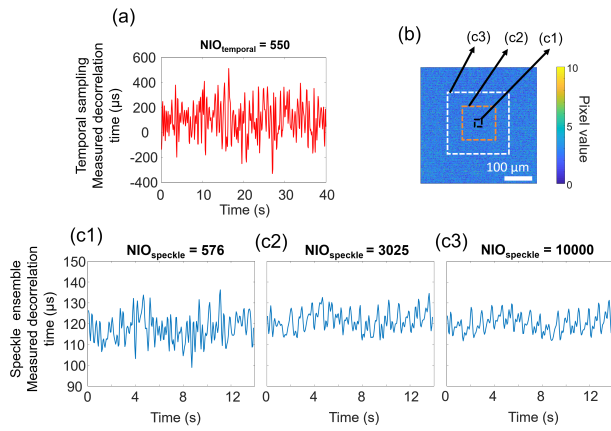 (a)
NIO_temporal = 550
Temporal sampling
Measured decorrelation
time (µs)
600
400
200
0
-200
-400
0 10 20 30 40
Time (s)
(b)
(c3) (c2) (c1)
100 µm
10
5
0
Pixel value
(c1) (c2) (c3)
NIO_speckle = 576 NIO_speckle = 3025 NIO_speckle = 10000
Speckle ensemble
Measured decorrelation
time (µs)
150
140
130
120
110
100
90
0 4 8 12 0 4 8 12 0 4 8 12
Time (s) Time (s) Time (s)